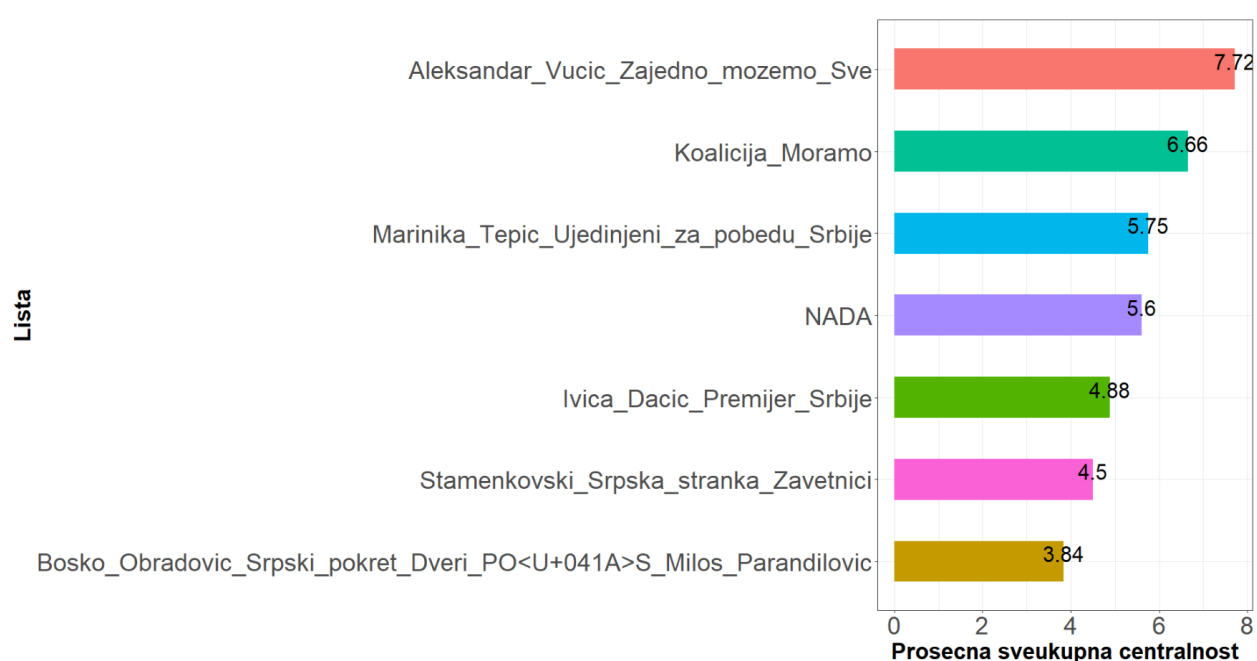 Aleksandar_Vucic_Zajedno_mozemo_Sve
7.72
Koalicija_Moramo
6.66
Marinika_Tepic_Ujedinjeni_za_pobedu_Srbije
5.75
NADA
5.6
Lista
Ivica_Dacic_Premijer_Srbije
4.88
Stamenkovski_Srpska_stranka_Zavetnici
4.5
Bosko_Obradovic_Srpski_pokret_Dveri_PO<U+041A>S_Milos_Parandilovic
3.84
0 2 4 6 8
Prosecna sveukupna centralnost